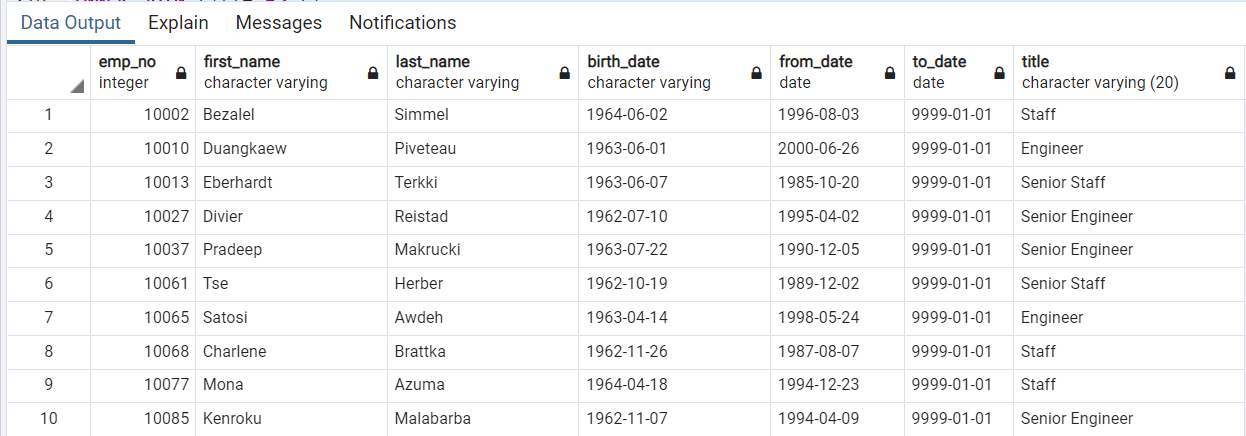 Data Output Explain Messages Notifications
emp_no first_name last_name birth_date from_date to_date title
integer character varying character varying character varying date date character varying (20)
1 10002 Bezalel Simmel 1964-06-02 1996-08-03 9999-01-01 Staff
2 10010 Duangkaew Piveteau 1963-06-01 2000-06-26 9999-01-01 Engineer
3 10013 Eberhardt Terkki 1963-06-07 1985-10-20 9999-01-01 Senior Staff
4 10027 Divier Reistad 1962-07-10 1995-04-02 9999-01-01 Senior Engineer
5 10037 Pradeep Makrucki 1963-07-22 1990-12-05 9999-01-01 Senior Engineer
6 10061 Tse Herber 1962-10-19 1989-12-02 9999-01-01 Senior Staff
7 10065 Satosi Awdeh 1963-04-14 1998-05-24 9999-01-01 Engineer
8 10068 Charlene Brattka 1962-11-26 1987-08-07 9999-01-01 Staff
9 10077 Mona Azuma 1964-04-18 1994-12-23 9999-01-01 Staff
10 10085 Kenroku Malabarba 1962-11-07 1994-04-09 9999-01-01 Senior Engineer